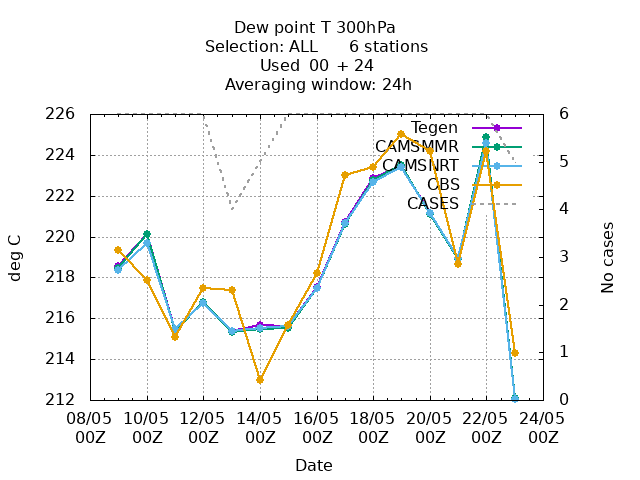 Dew point T 300hPa
Selection: ALL 6 stations
Used 00 + 24
Averaging window: 24h
226
224
222
220
218
216
214
212
deg C
6
5
4
3
2
1
0
No cases
Tegen
CAMSMMR
CAMSINRT
OBS
CASES
08/05 10/05 12/05 14/05 16/05 18/05 20/05 22/05 24/05
00Z 00Z 00Z 00Z 00Z 00Z 00Z 00Z 00Z
Date